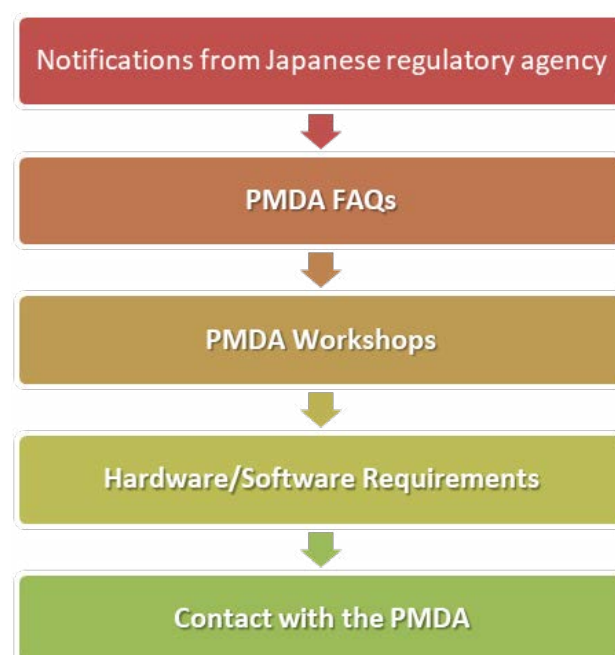 Notifications from Japanese regulatory agency
PMDA FAQs
PMDA Workshops
Hardware/Software Requirements
Contact with the PMDA